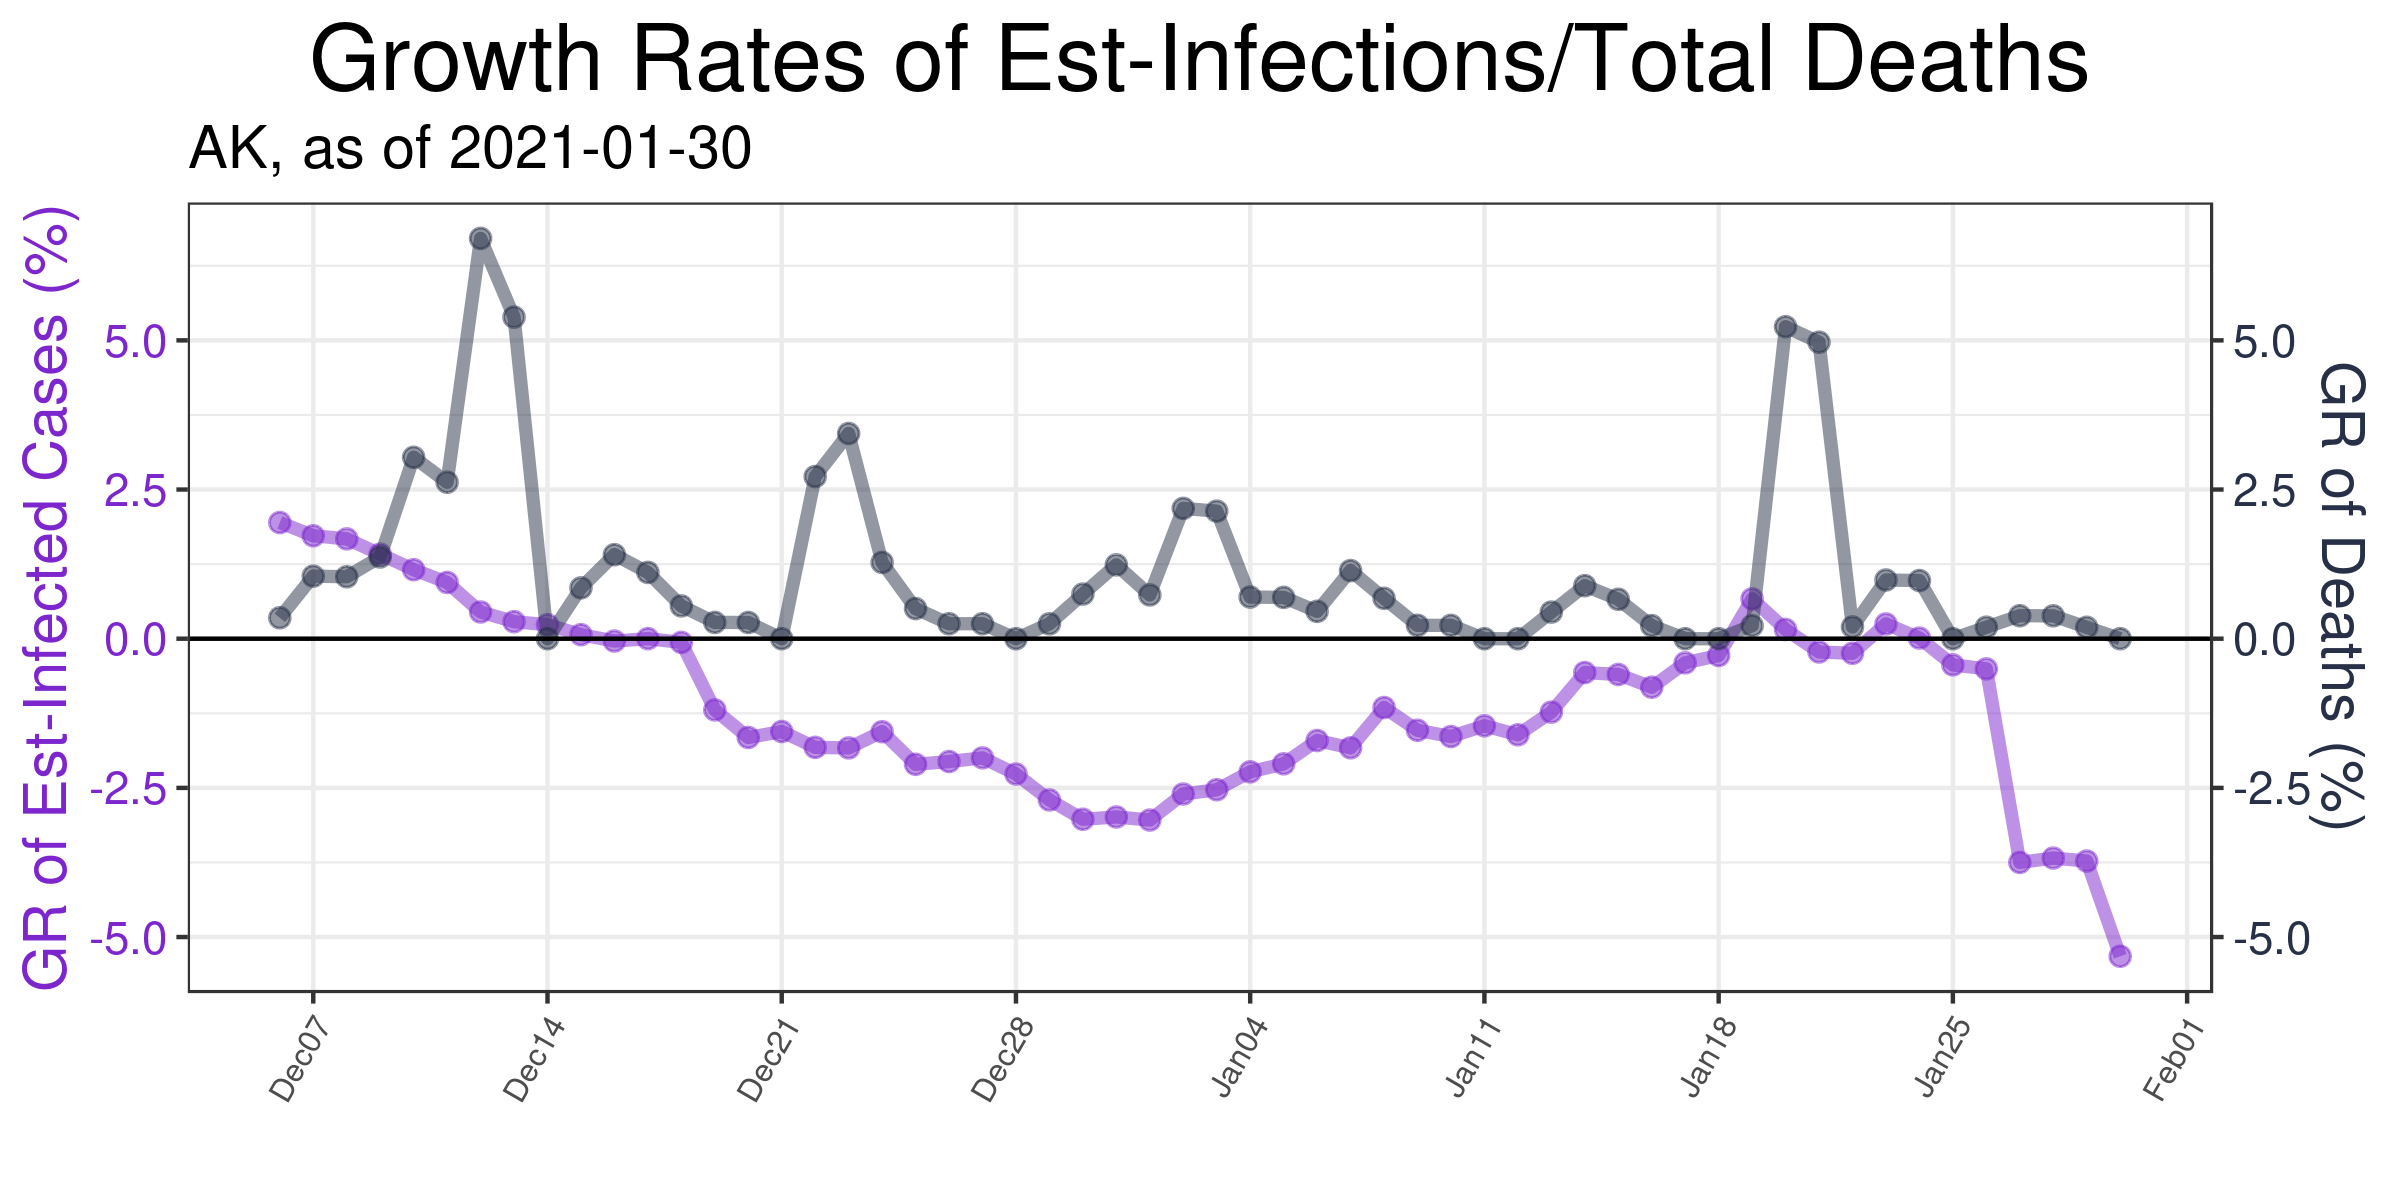 Growth Rates of Est-Infections/Total Deaths
AK, as of 2021-01-30
GR of Est-Infected Cases (%)
5.0
2.5
0.0
-2.5
-5.0
5.0
2.5
0.0
-2.5
-5.0
GR of Deaths (%)
Dec07
Dec14
Dec21
Dec28
Jan04
Jan11
Jan18
Jan25
Feb01